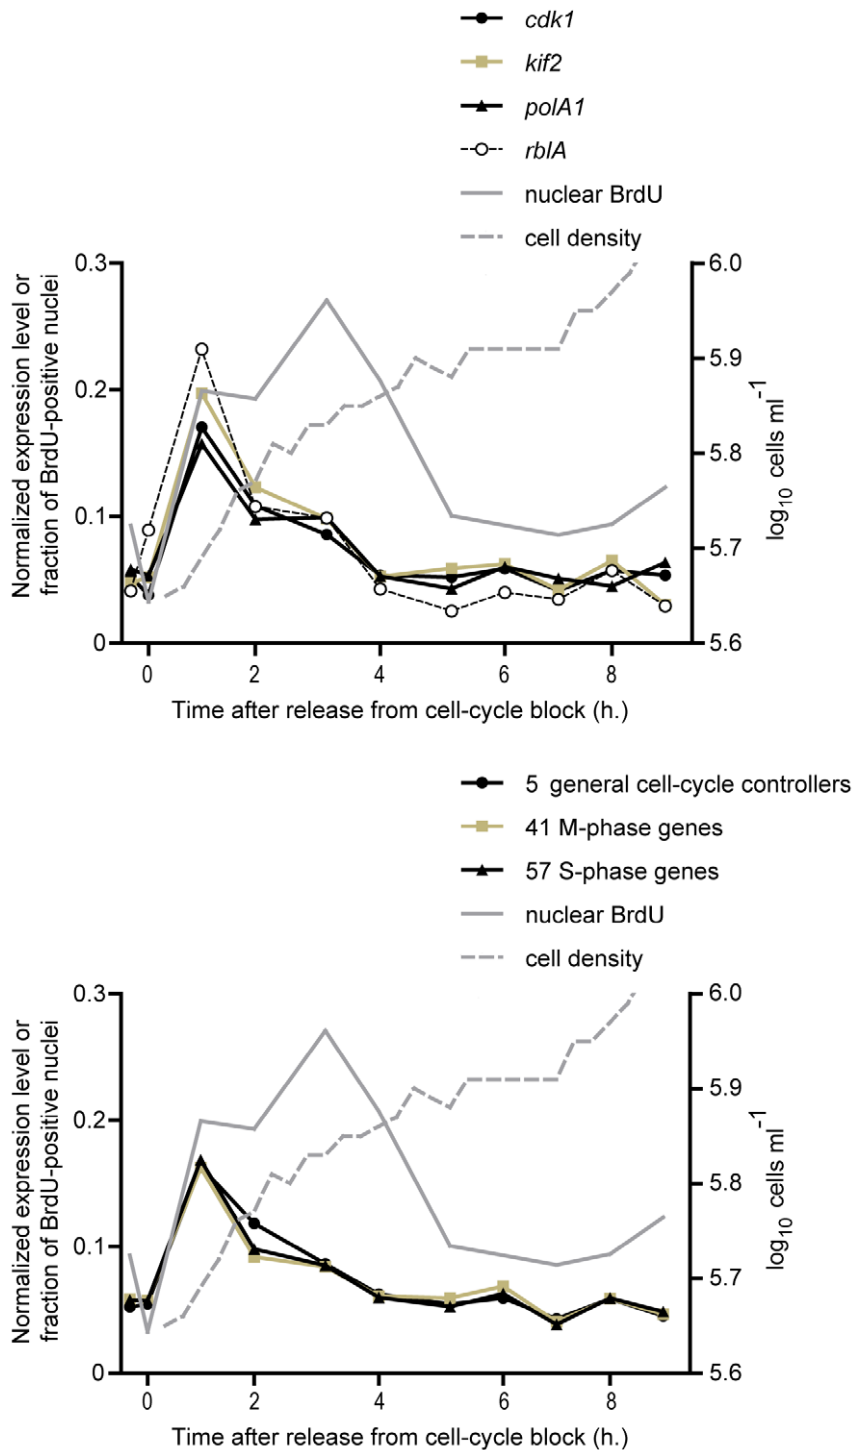 cdk1
kif2
polA1
rblA
nuclear BrdU
cell density
Normalized expression level or
fraction of BrdU-positive nuclei
0.3
0.2
0.1
0
6.0
5.9
5.8
5.7
5.6
log10 cells ml-1
0 2 4 6 8
Time after release from cell-cycle block (h.)
5 general cell-cycle controllers
41 M-phase genes
57 S-phase genes
nuclear BrdU
cell density
Normalized expression level or
fraction of BrdU-positive nuclei
0.3
0.2
0.1
0
6.0
5.9
5.8
5.7
5.6
log10 cells ml-1
0 2 4 6 8
Time after release from cell-cycle block (h.)